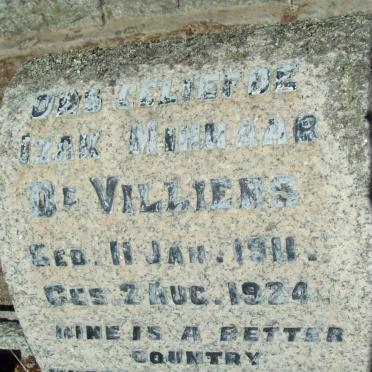 ONS GELIEFDE
IZAK MINNAAR
DE VILLIERS
GEB. 11 JAN. 1911.
GES. 2 AUG. 1924
MINE IS A BETTER
COUNTRY